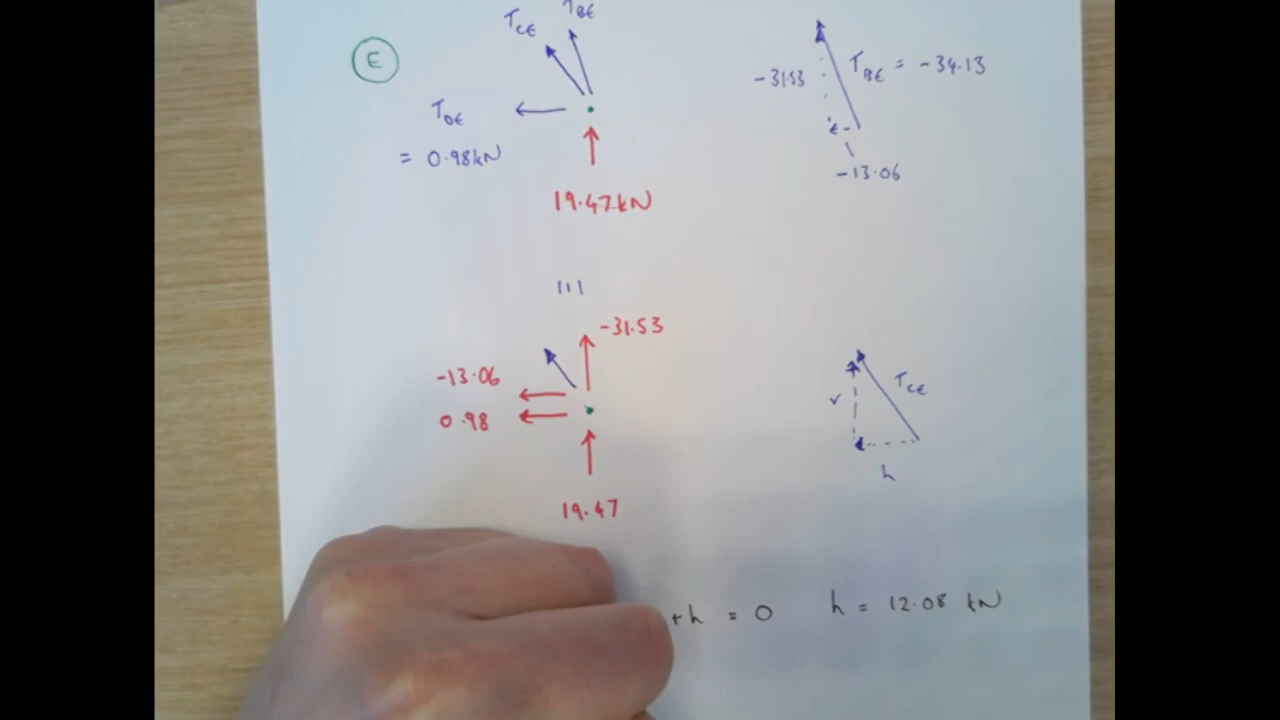 E
T_CE
T_BE
T_DE
= 0.98kN
19.47kN
-31.53
T_BE = -34.13
-13.06
-31.53
-13.06
0.98
19.47
v
T_CE
h
+h = 0
h = 12.08 kN